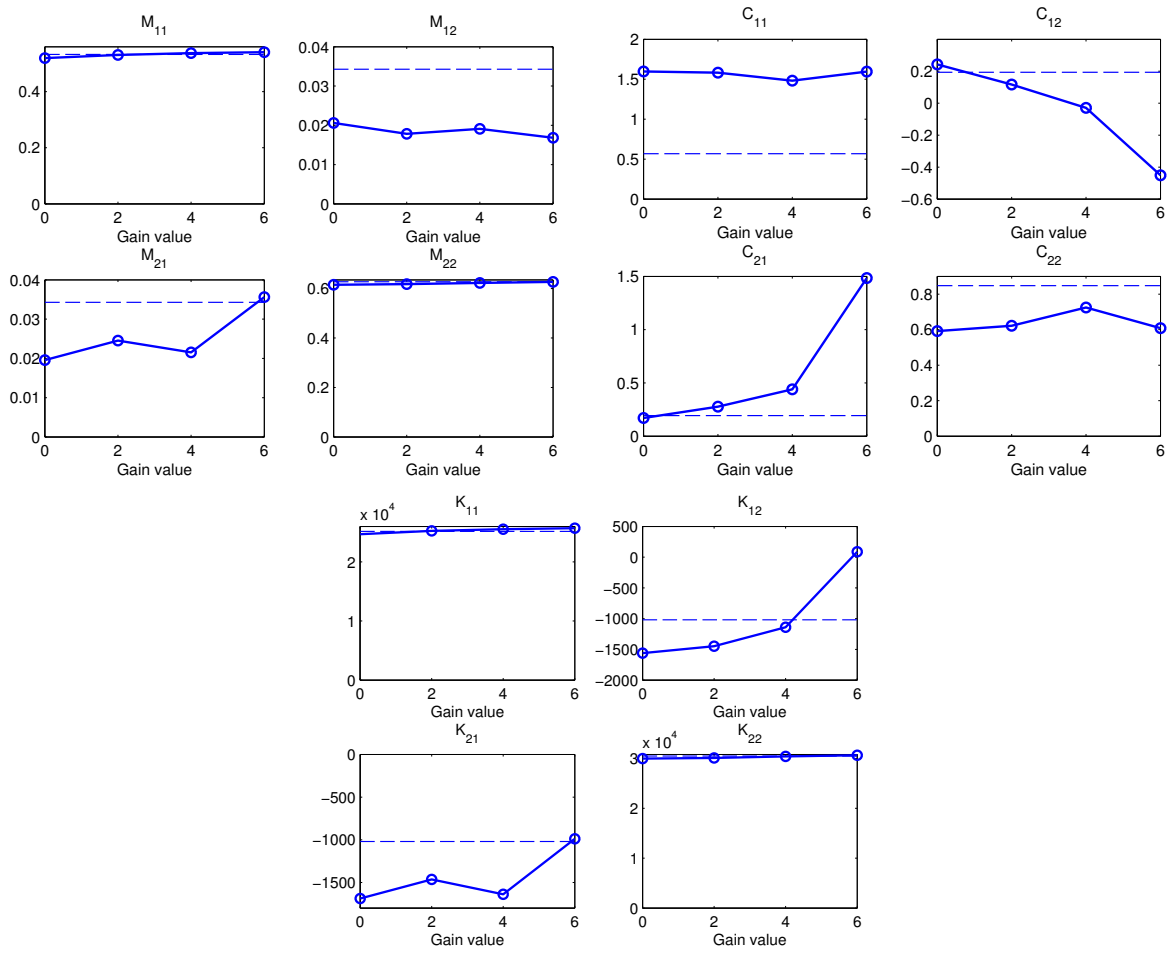 M11
0.4
0.2
0
0 2 4 6
Gain value
M12
0.04
0.03
0.02
0.01
0
0 2 4 6
Gain value
C11
2
1.5
1
0.5
0
0 2 4 6
Gain value
C12
0.2
0
−0.2
−0.4
−0.6
0 2 4 6
Gain value
M21
0.04
0.03
0.02
0.01
0
0 2 4 6
Gain value
M22
0.6
0.4
0.2
0
0 2 4 6
Gain value
C21
1.5
1
0.5
0
0 2 4 6
Gain value
C22
0.8
0.6
0.4
0.2
0
0 2 4 6
Gain value
K11
x 10^4
2
1
0
0 2 4 6
Gain value
K12
500
0
−500
−1000
−1500
−2000
0 2 4 6
Gain value
K21
0
−500
−1000
−1500
0 2 4 6
Gain value
K22
x 10^4
3
2
1
0
0 2 4 6
Gain value